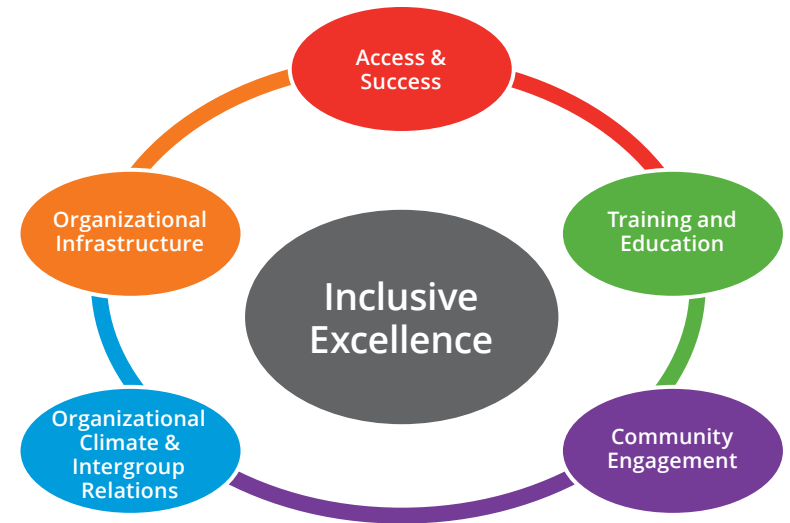 Access &
Success
Organizational
Infrastructure
Training and
Education
Inclusive
Excellence
Organizational
Climate &
Intergroup
Relations
Community
Engagement